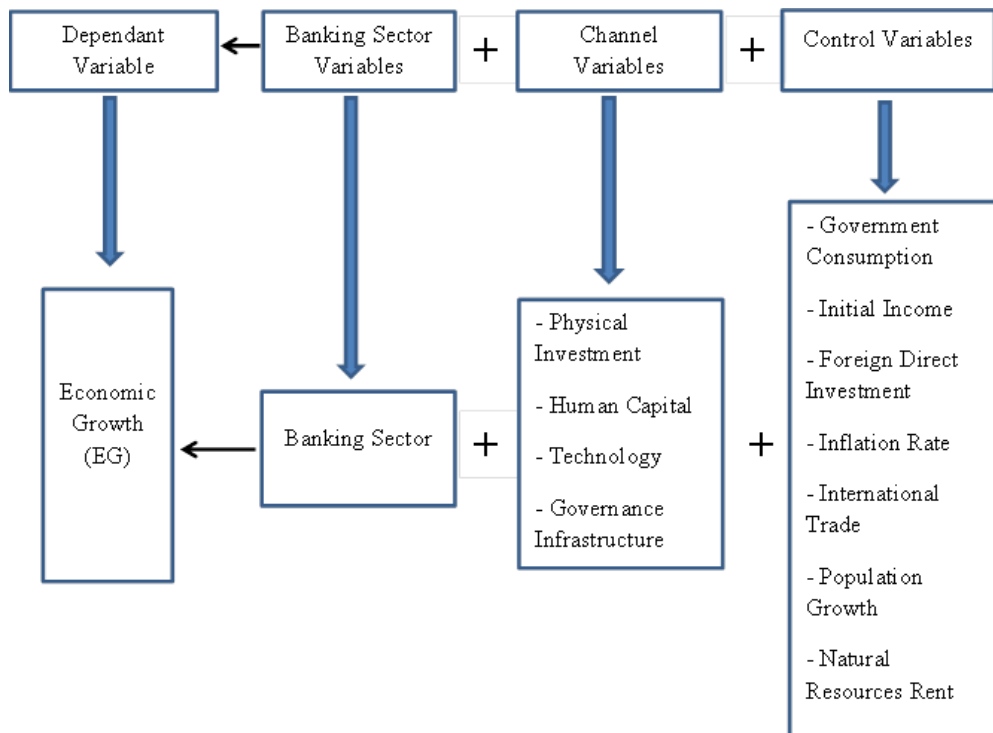 Dependant
Variable
Banking Sector
Variables
+
Channel
Variables
+
Control Variables
Economic
Growth
(EG)
Banking Sector
+
- Physical
Investment
- Human Capital
- Technology
- Governance
Infrastructure
+
- Government
Consumption
- Initial Income
- Foreign Direct
Investment
- Inflation Rate
- International
Trade
- Population
Growth
- Natural
Resources Rent